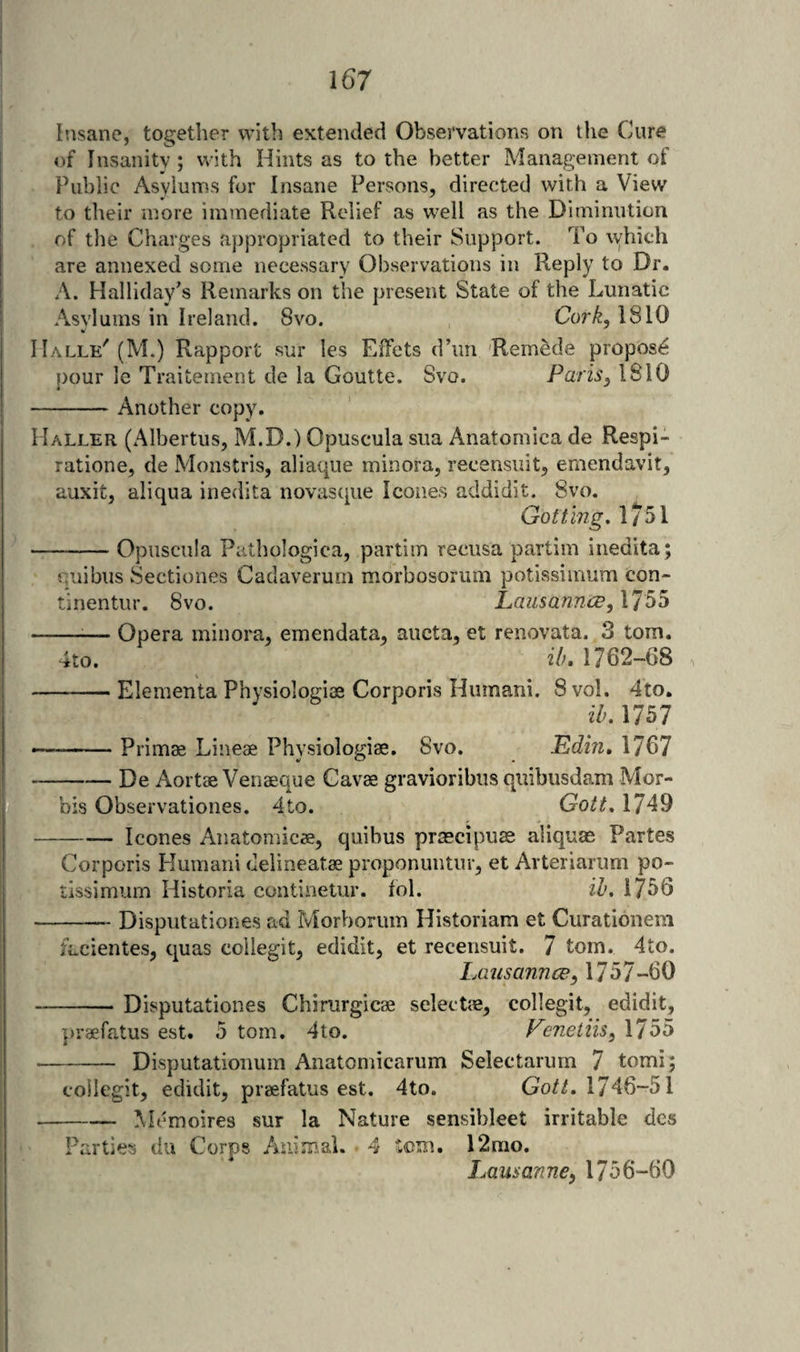 167
Insane, together with extended Observations on the Cure
of Insanity; with Hints as to the better Management of
Public Asylums for Insane Persons, directed with a View
to their more immediate Relief as well as the Diminution
of the Charges appropriated to their Support. To which
are annexed some necessary Observations in Reply to Dr.
A. Halliday's Remarks on the present State of the Lunatic
Asylums in Ireland. 8vo. Cork, 1810
HALLE' (M.) Rapport sur les Effets d'un Remède proposé
pour le Traitement de la Goutte. 8vo. Paris, 1810
——— Another copy.
HALLER (Albertus, M.D.) Opuscula sua Anatomica de Respi-
ratione, de Monstris, aliaque minora, recensuit, emendavit,
auxit, aliqua inedita novasque Icones addidit. 8vo.
Gotting. 1751
——— Opuscula Pathologica, partim recusa partim inedita;
quibus Sectiones Cadaverum morbosorum potissimum con-
tinentur. 8vo. Lausannæ, 1755
——— Opera minora, emendata, aucta, et renovata. 3 tom.
4to. ib. 1762-68
——— Elementa Physiologiæ Corporis Humani. 8 vol. 4to.
ib. 1757
——— Primæ Lineæ Physiologiæ. 8vo. Edin. 1767
——— De Aortæ Venæque Cavæ gravioribus quibusdam Mor-
bis Observationes. 4to. Gott. 1749
——— Icones Anatomicæ, quibus præcipuæ aliquæ Partes
Corporis Humani delineatæ proponuntur, et Arteriarum po-
tissimum Historia continetur. fol. ib. 1756
——— Disputationes ad Morborum Historiam et Curationem
facientes, quas collegit, edidit, et recensuit. 7 tom. 4to.
Lausannæ, 1757-60
——— Disputationes Chirurgicæ selectæ, collegit, edidit,
præfatus est. 5 tom. 4to. Venetiis, 1755
——— Disputationum Anatomicarum Selectarum 7 tomi;
collegit, edidit, præfatus est. 4to. Gott. 1746-51
——— Mémoires sur la Nature sensibleet irritable des
Parties du Corps Animal. 4 tom. 12mo.
Lausanne, 1756-60